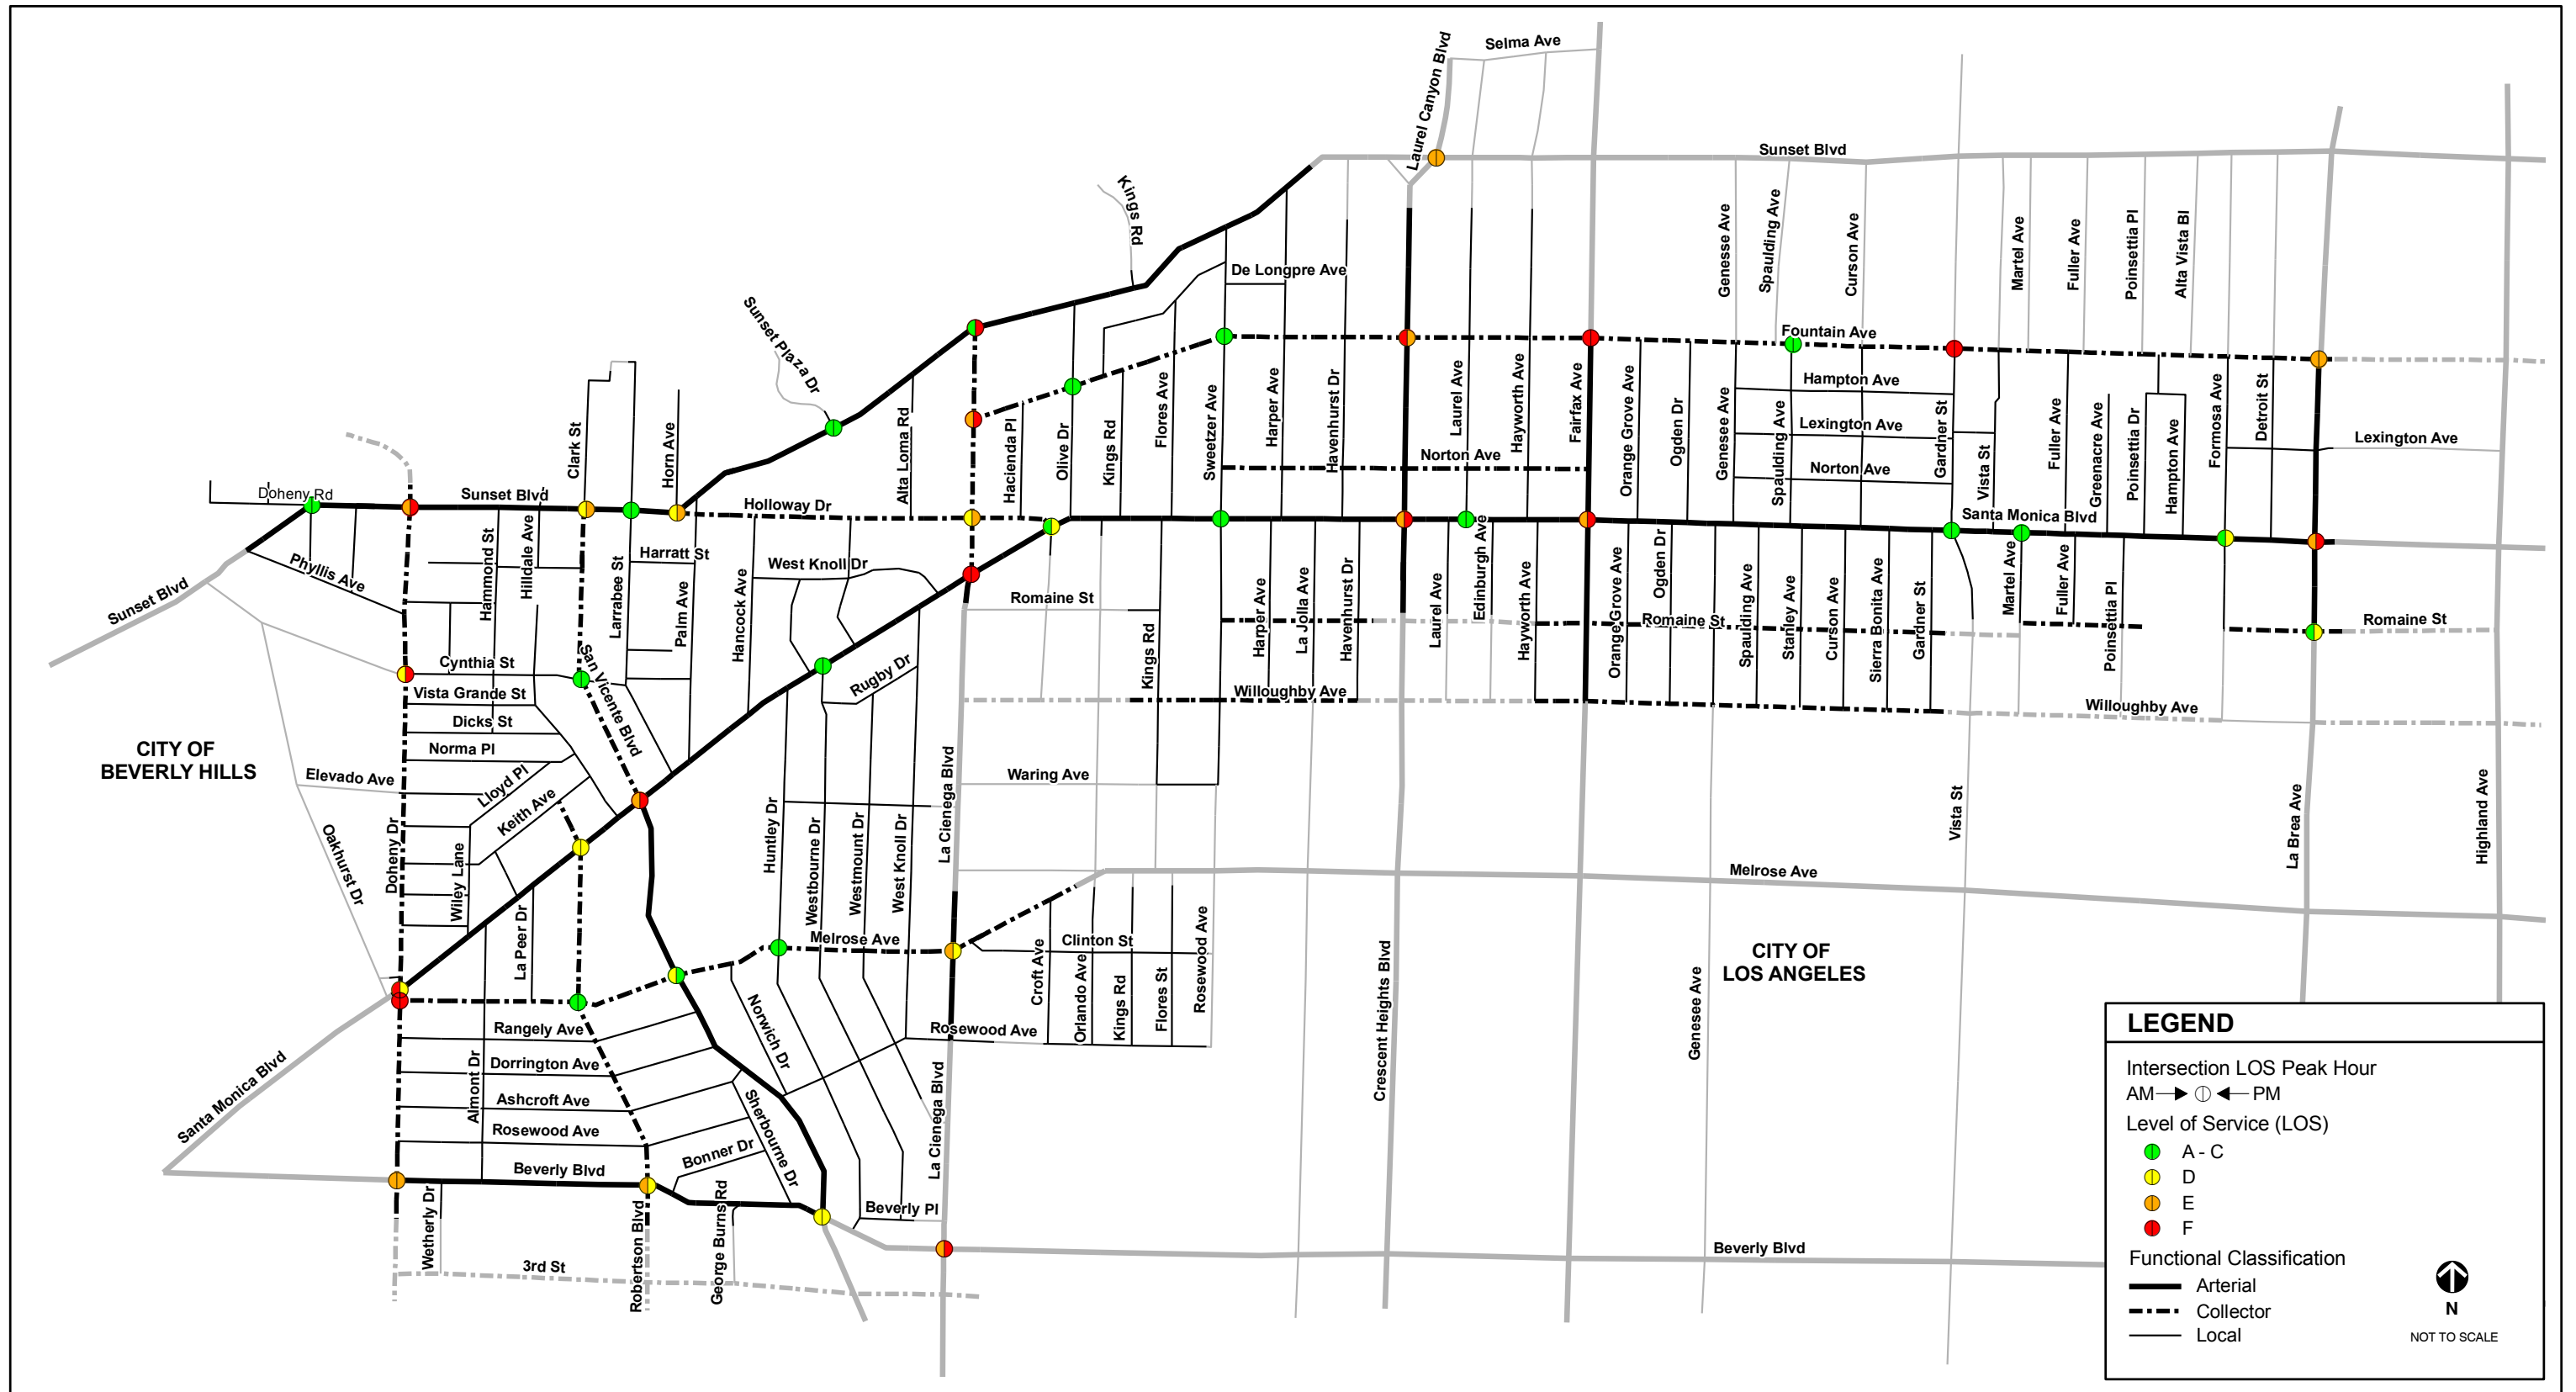 Selma Ave
Laurel Canyon Blvd
Sunset Blvd
Kings Rd
De Longpre Ave
Genesse Ave
Spaulding Ave
Curson Ave
Martel Ave
Fuller Ave
Poinsettia Pl
Alta Vista Bl
Sunset Plaza Dr
Fountain Ave
Hampton Ave
Lexington Ave
Norton Ave
Lexington Ave
Norton Ave
Clark St
Horn Ave
Alta Loma Rd
Hacienda Pl
Olive Dr
Kings Rd
Flores Ave
Sweetzer Ave
Harper Ave
Havenhurst Dr
Laurel Ave
Hayworth Ave
Fairfax Ave
Orange Grove Ave
Ogden Dr
Genesee Ave
Spaulding Ave
Gardner St
Vista St
Fuller Ave
Greenacre Ave
Poinsettia Dr
Hampton Ave
Formosa Ave
Detroit St
Doheny Rd
Sunset Blvd
Holloway Dr
Santa Monica Blvd
Phyllis Ave
Hammond St
Hilldale Ave
Larrabee St
Harratt St
Palm Ave
Hancock Ave
West Knoll Dr
Romaine St
Kings Rd
Harper Ave
La Jolla Ave
Havenhurst Dr
Laurel Ave
Edinburgh Ave
Hayworth Ave
Orange Grove Ave
Ogden Dr
Romaine St
Spaulding Ave
Stanley Ave
Curson Ave
Sierra Bonita Ave
Gardner St
Martel Ave
Fuller Ave
Poinsettia Pl
Romaine St
Sunset Blvd
Cynthia St
San Vicente Blvd
Rugby Dr
Vista Grande St
Willoughby Ave
Willoughby Ave
Dicks St
Norma Pl
CITY OF
BEVERLY HILLS
Elevado Ave
Lloyd Pl
Keith Ave
Waring Ave
Oakhurst Dr
Doheny Dr
Wiley Lane
La Peer Dr
Huntley Dr
Westbourne Dr
Westmount Dr
West Knoll Dr
La Cienega Blvd
Vista St
La Brea Ave
Highland Ave
Melrose Ave
Melrose Ave
Clinton St
Croft Ave
Orlando Ave
Kings Rd
Flores St
Rosewood Ave
Crescent Heights Blvd
Genesee Ave
CITY OF
LOS ANGELES
Norwich Dr
Rosewood Ave
Rangely Ave
Dorrington Ave
Almont Dr
Ashcroft Ave
Rosewood Ave
Sherbourne Dr
Bonner Dr
La Cienega Blvd
Santa Monica Blvd
Beverly Blvd
Beverly Pl
Wetherly Dr
Robertson Blvd
George Burns Rd
3rd St
Beverly Blvd
LEGEND
Intersection LOS Peak Hour
AM PM
Level of Service (LOS)
A - C
D
E
F
Functional Classification
Arterial
Collector
Local
N
NOT TO SCALE